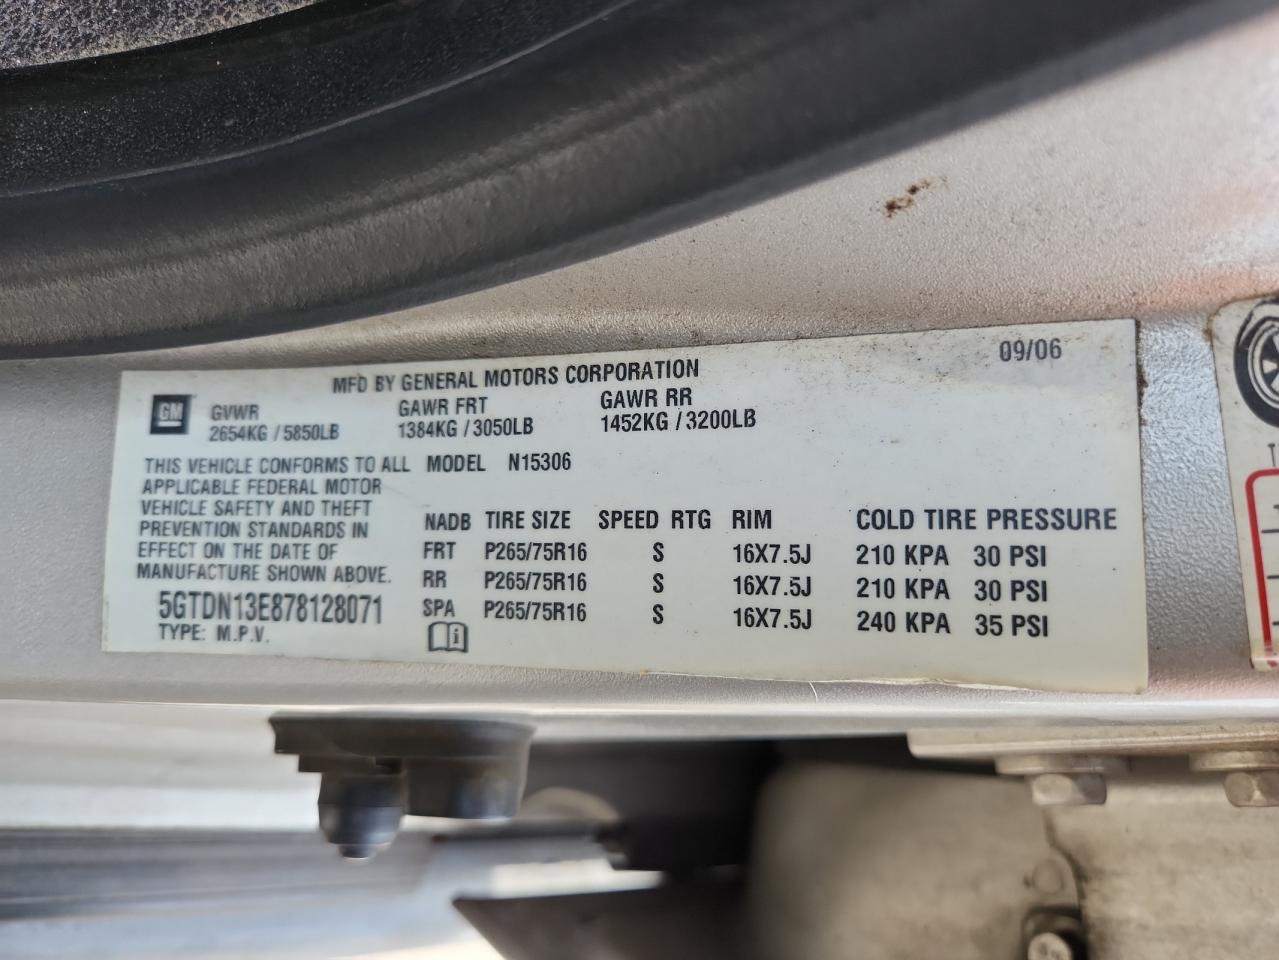 MFD BY GENERAL MOTORS CORPORATION 09/06
GM
GVWR GAWR FRT GAWR RR
2654KG / 5850LB 1384KG / 3050LB 1452KG / 3200LB
THIS VEHICLE CONFORMS TO ALL
APPLICABLE FEDERAL MOTOR
VEHICLE SAFETY AND THEFT
PREVENTION STANDARDS IN
EFFECT ON THE DATE OF
MANUFACTURE SHOWN ABOVE.
5GTDN13E878128071
TYPE: M.P.V.
MODEL N15306
NADB TIRE SIZE SPEED RTG RIM COLD TIRE PRESSURE
FRT P265/75R16 S 16X7.5J 210 KPA 30 PSI
RR P265/75R16 S 16X7.5J 210 KPA 30 PSI
SPA P265/75R16 S 16X7.5J 240 KPA 35 PSI